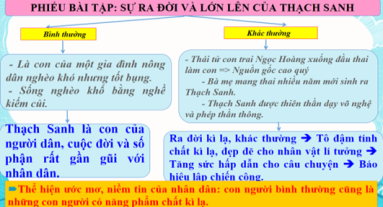 PHIẾU BÀI TẬP: SỰ RA ĐỜI VÀ LỚN LÊN CỦA THẠCH SANH
Bình thường
- Là con của một gia đình nông
dân nghèo khó nhưng tốt bụng.
- Sống nghèo khổ bằng nghề
kiếm củi.
Thạch Sanh là con của
người dân, cuộc đời và số
phận rất gần gũi với
nhân dân.
Khác thường
- Thái tử con trai Ngọc Hoàng xuống đầu thai
làm con => Nguồn gốc cao quý
- Bà mẹ mang thai nhiều năm mới sinh ra
Thạch Sanh.
- Thạch Sanh được thiên thần dạy võ nghệ
và phép thần thông.
Ra đời kì lạ, khác thường ➔ Tô đậm tính
chất kì lạ, đẹp đẽ cho nhân vật lí tưởng ➔
Tăng sức hấp dẫn cho câu chuyện ➔ Báo
hiệu lập chiến công.
➨Thể hiện ước mơ, niềm tin của nhân dân: con người bình thường cũng là
những con người có năng phẩm chất kì lạ.